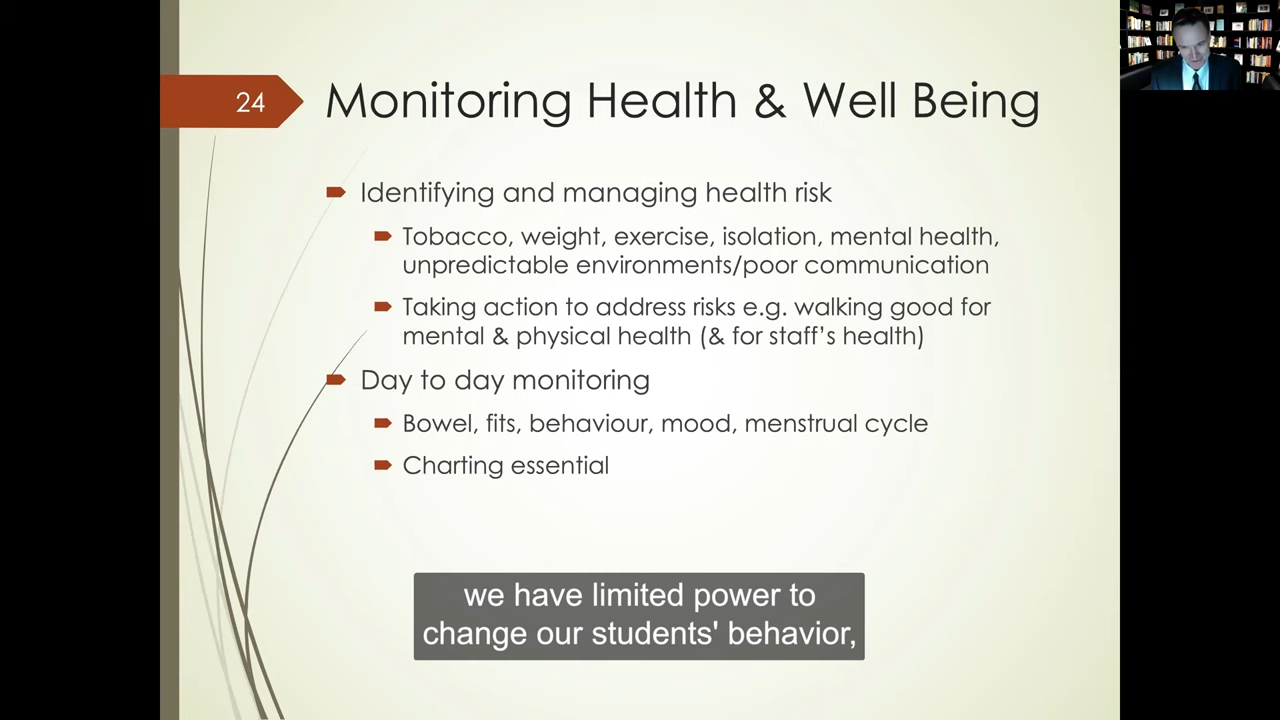 24
Monitoring Health & Well Being
Identifying and managing health risk
Tobacco, weight, exercise, isolation, mental health,
unpredictable environments/poor communication
Taking action to address risks e.g. walking good for
mental & physical health (& for staff's health)
Day to day monitoring
Bowel, fits, behaviour, mood, menstrual cycle
Charting essential
we have limited power to
change our students' behavior,